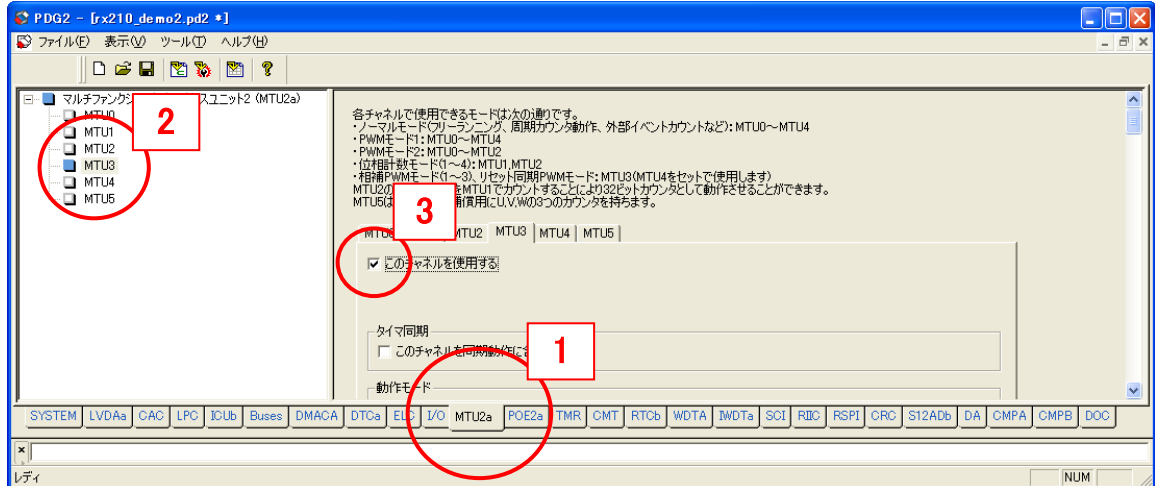 PDG2 - [rx210_demo2.pd2 *]
ファイル(F) 表示(V) ツール(T) ヘルプ(H)
マルチファンクシ スユニット2 (MTU2a)
MTU0
MTU1
MTU2
MTU3
MTU4
MTU5
2
各チャネルで使用できるモードは次の通りです。
・ノーマルモード(フリーランニング、周期カウンタ動作、外部イベントカウントなど): MTU0~MTU4
・PWMモード1: MTU0~MTU4
・PWMモード2: MTU0~MTU2
・位相計数モード(1~4): MTU1,MTU2
・相補PWMモード(1~3)、リセット同期PWMモード: MTU3(MTU4をセットで使用します)
MTU2の をMTU1でカウントすることにより32ビットカウンタとして動作させることができます。
MTU5は 補償用にU,V,Wの3つのカウンタを持ちます。
3
MTU0 MTU2 MTU3 MTU4 MTU5
このチャネルを使用する
タイマ同期
このチャネルを同期動作に含
1
動作モード
SYSTEM LVDAa CAC LPC ICUb Buses DMACA DTCa ELC I/O MTU2a POE2a TMR CMT RTCb WDTA IWDTa SCI RIIC RSPI CRC S12ADb DA CMPA CMPB DOC
レディ NUM